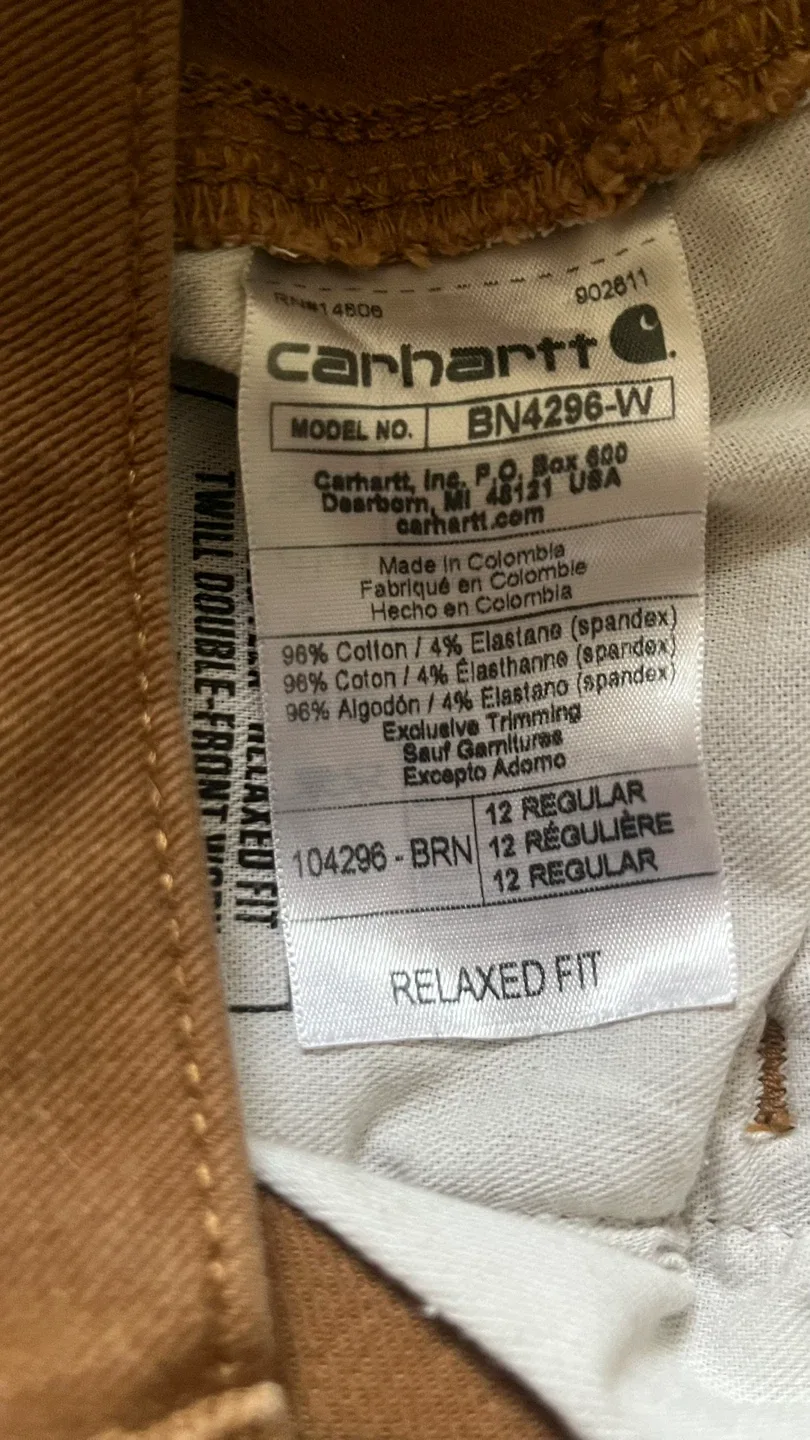 RN#14806
902611
carhartt
MODEL NO. BN4296-W
Carhartt, Inc. P.O. Box 600
Dearborn, MI 48121 USA
carhartt.com
Made in Colombia
Fabriqué en Colombie
Hecho en Colombia
96% Cotton / 4% Elastane (spandex)
96% Coton / 4% Élasthanne (spandex)
96% Algodón / 4% Elastano (spandex)
Exclusive Trimming
Sauf Garnitures
Excepto Adorno
104296 - BRN
12 REGULAR
12 RÉGULIÈRE
12 REGULAR
RELAXED FIT
RELAXED FIT
TWILL DOUBLE-FRONT